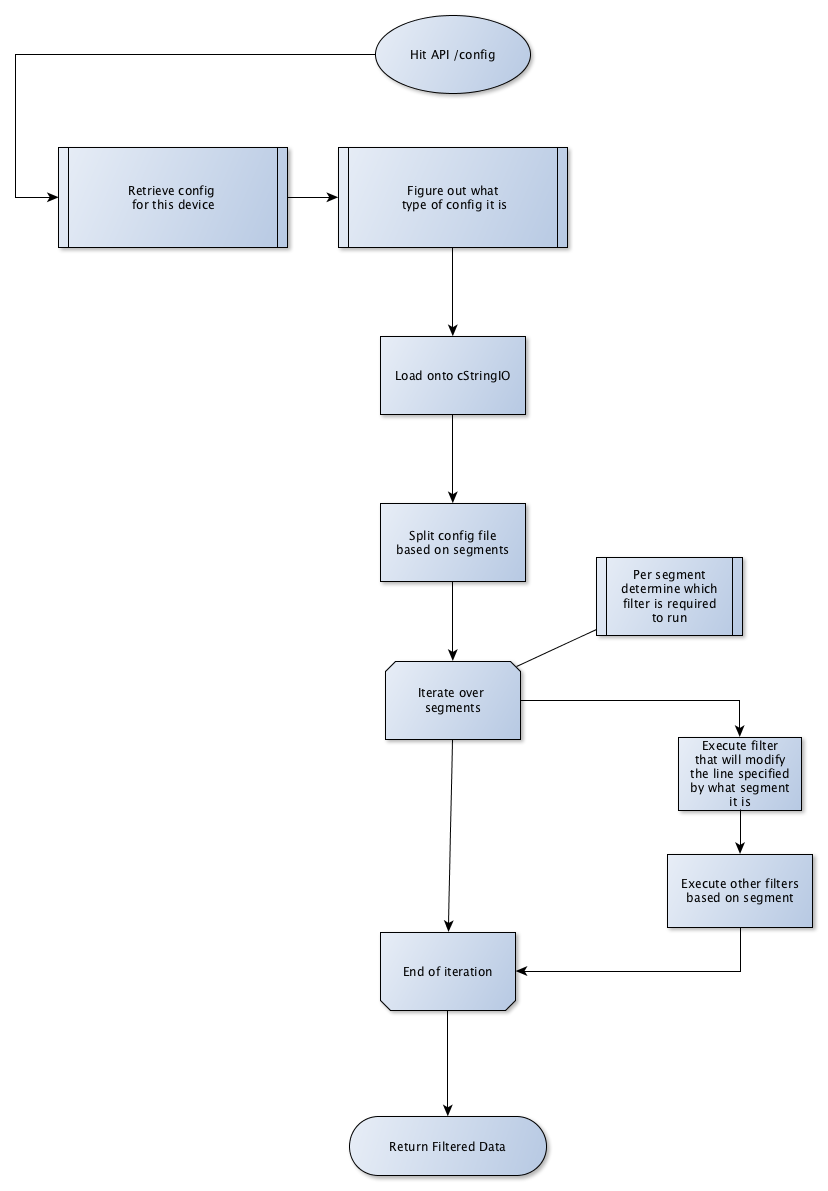 Hit API /config
Retrieve config
for this device
Figure out what
type of config it is
Load onto cStringIO
Split config file
based on segments
Per segment
determine which
filter is required
to run
Iterate over
segments
Execute filter
that will modify
the line specified
by what segment
it is
Execute other filters
based on segment
End of iteration
Return Filtered Data